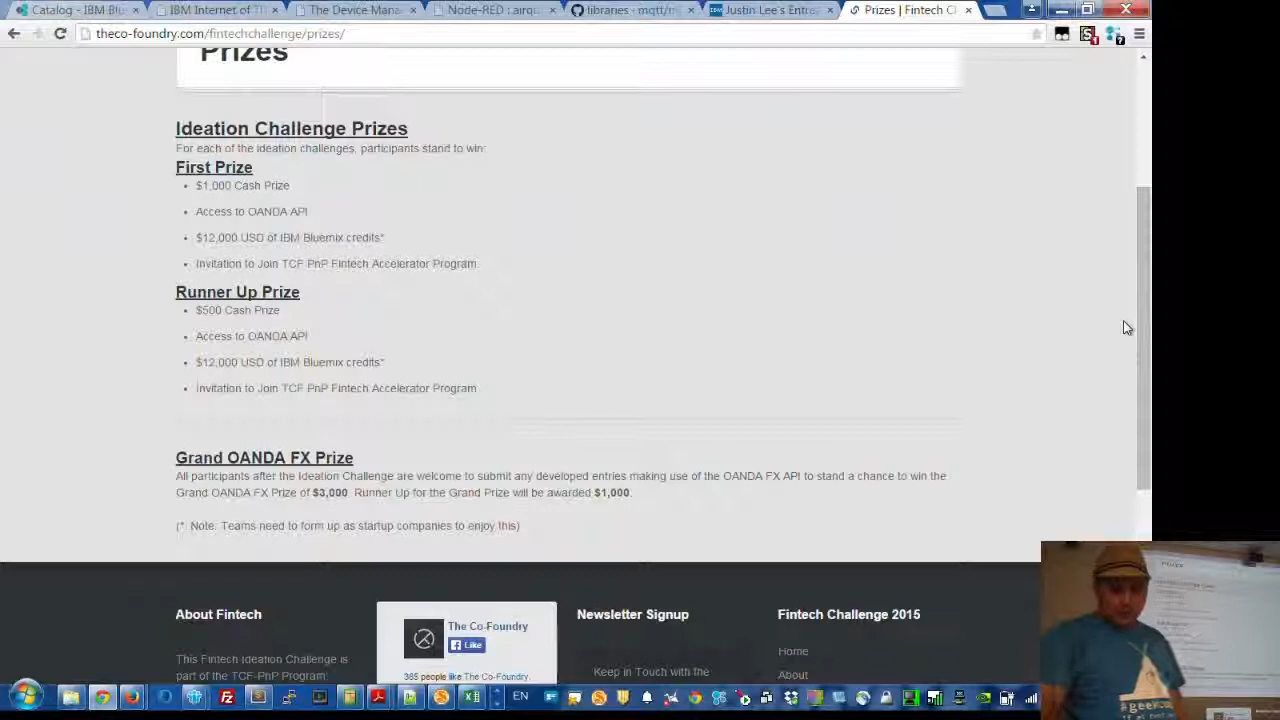 Catalog - IBM Blu
IBM Internet of T
The Device Mana
Node-RED : airqu
libraries - mqtt/m
Justin Lee's Entre
Prizes | Fintech C
theco-foundry.com/fintechchallenge/prizes/
Prizes
Ideation Challenge Prizes
For each of the ideation challenges, participants stand to win:
First Prize
$1,000 Cash Prize
Access to OANDA API
$12,000 USD of IBM Bluemix credits*
Invitation to Join TCF PnP Fintech Accelerator Program.
Runner Up Prize
$500 Cash Prize
Access to OANDA API
$12,000 USD of IBM Bluemix credits*
Invitation to Join TCF PnP Fintech Accelerator Program
Grand OANDA FX Prize
All participants after the Ideation Challenge are welcome to submit any developed entries making use of the OANDA FX API to stand a chance to win the
Grand OANDA FX Prize of $3,000. Runner Up for the Grand Prize will be awarded $1,000.
(*: Note: Teams need to form up as startup companies to enjoy this)
About Fintech
This Fintech Ideation Challenge is
part of the TCF-PnP Program:
The Co-Foundry
Like
365 people like The Co-Foundry.
Newsletter Signup
Keep in Touch with the
Fintech Challenge 2015
Home
About
EN